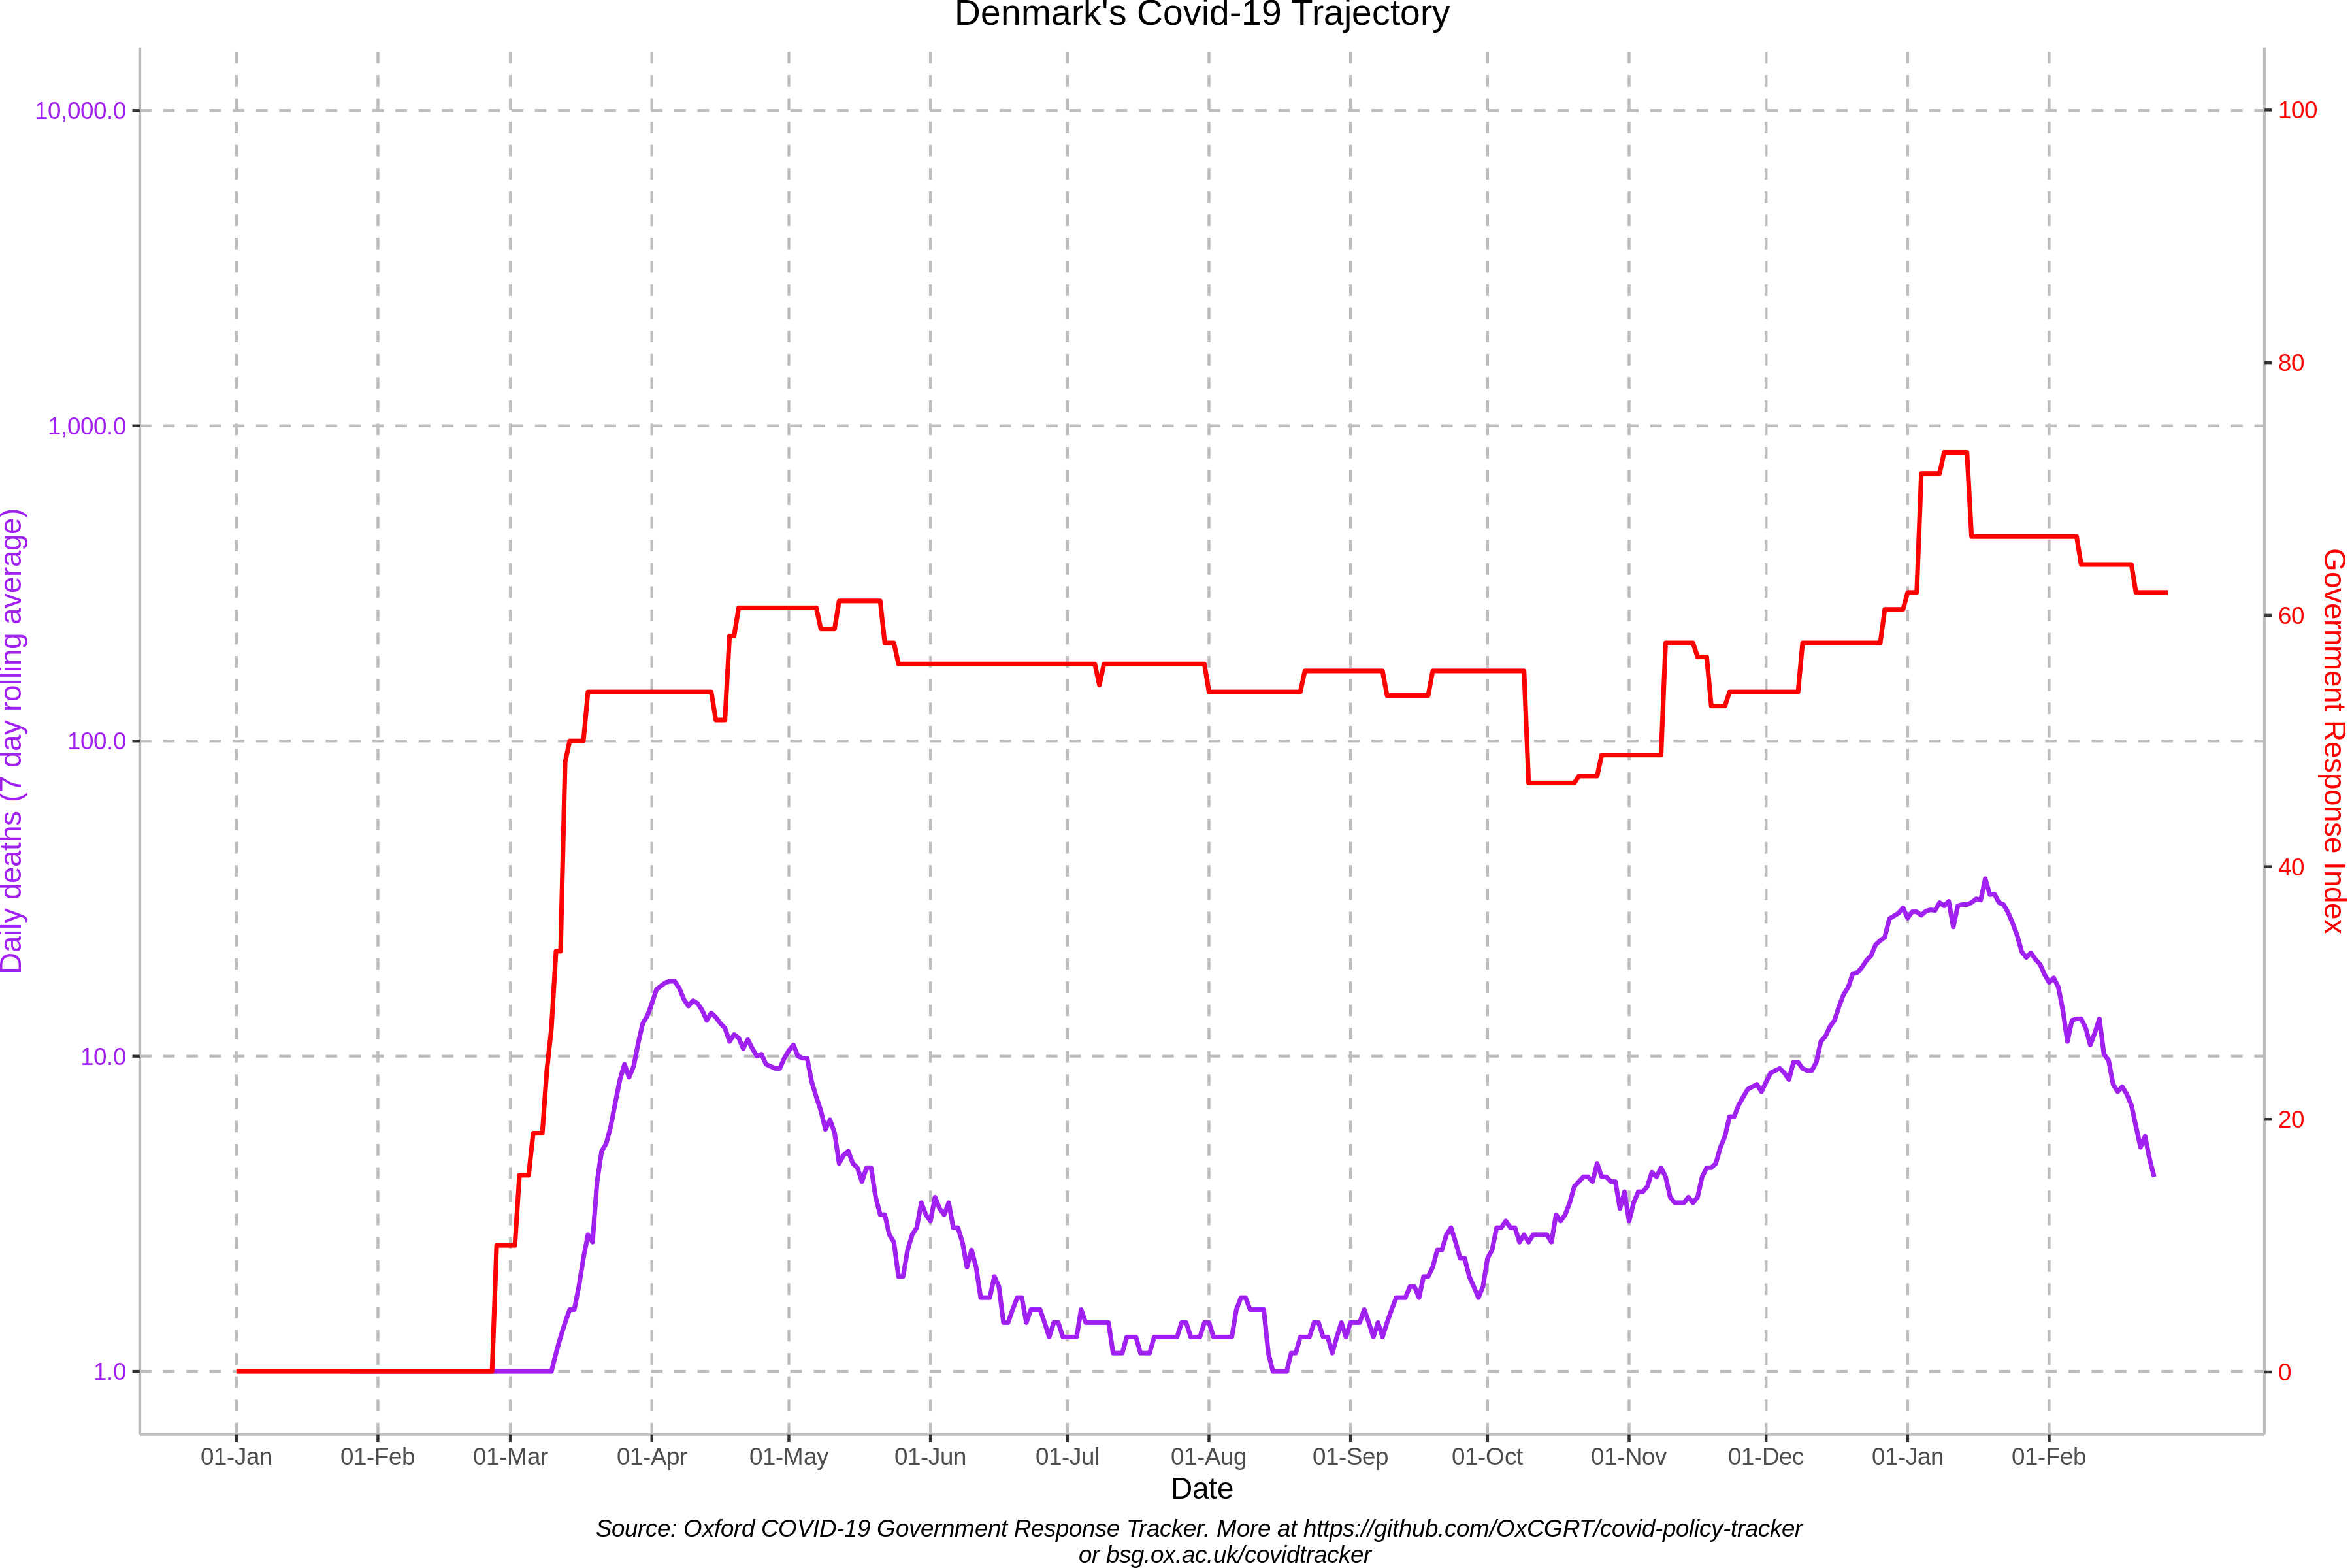 Denmark's Covid-19 Trajectory
10,000.0
1,000.0
100.0
10.0
1.0
Daily deaths (7 day rolling average)
100
80
60
40
20
0
Government Response Index
01-Jan
01-Feb
01-Mar
01-Apr
01-May
01-Jun
01-Jul
01-Aug
01-Sep
01-Oct
01-Nov
01-Dec
01-Jan
01-Feb
Date
Source: Oxford COVID-19 Government Response Tracker. More at https://github.com/OxCGRT/covid-policy-tracker
or bsg.ox.ac.uk/covidtracker